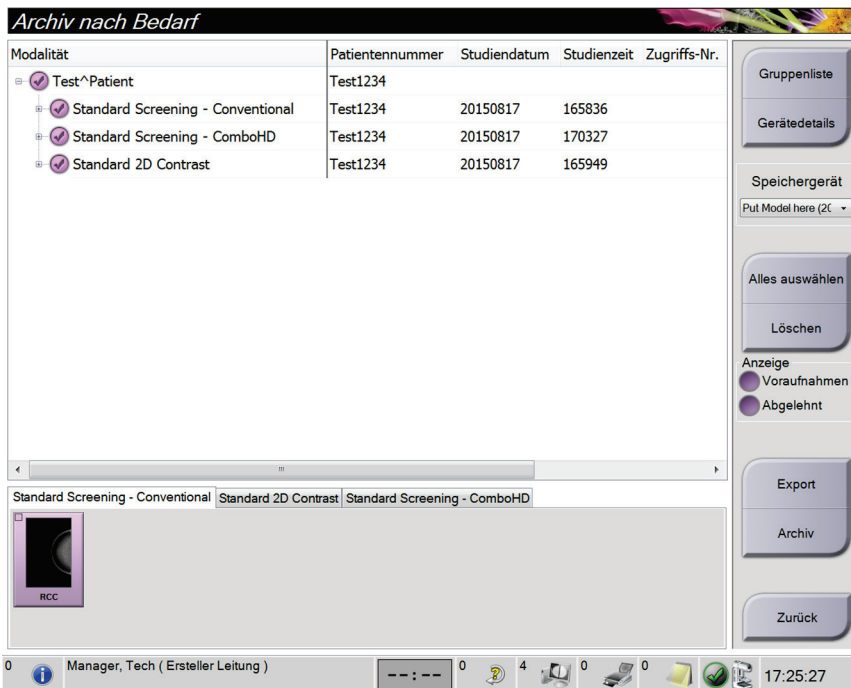 Archiv nach Bedarf
Modalität Patientennummer Studiendatum Studienzeit Zugriffs-Nr.
Test^Patient Test1234
Standard Screening - Conventional Test1234 20150817 165836
Standard Screening - ComboHD Test1234 20150817 170327
Standard 2D Contrast Test1234 20150817 165949
Gruppenliste
Gerätedetails
Speichergerät
Put Model here (20
Alles auswählen
Löschen
Anzeige
Voraufnahmen
Abgelehnt
Export
Archiv
Zurück
Standard Screening - Conventional Standard 2D Contrast Standard Screening - ComboHD
RCC
0 Manager, Tech ( Ersteller Leitung ) --:-- 0 4 0 0 17:25:27